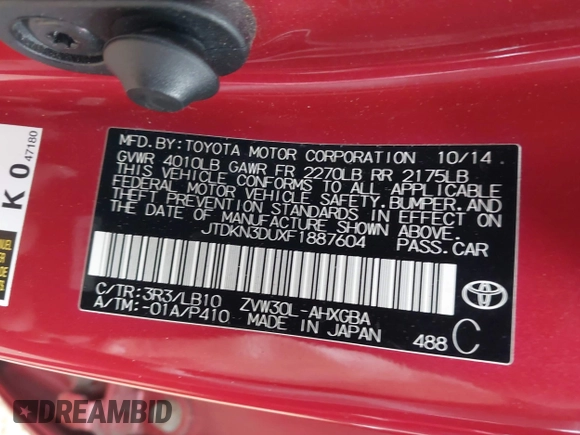 MFD.BY:TOYOTA MOTOR CORPORATION 10/14
GVWR 4010LB GAWR FR 2270LB RR 2175LB
THIS VEHICLE CONFORMS TO ALL APPLICABLE
FEDERAL MOTOR VEHICLE SAFETY,BUMPER,AND
THEFT PREVENTION STANDARDS IN EFFECT ON
THE DATE OF MANUFACTURE SHOWN ABOVE.
JTDKN3DUXF1887604 PASS.CAR
C/TR:3R3/LB10 ZVW30L-AHXGBA
A/TM:-01A/P410 MADE IN JAPAN
488 C
K 0
47180
DREAMBID